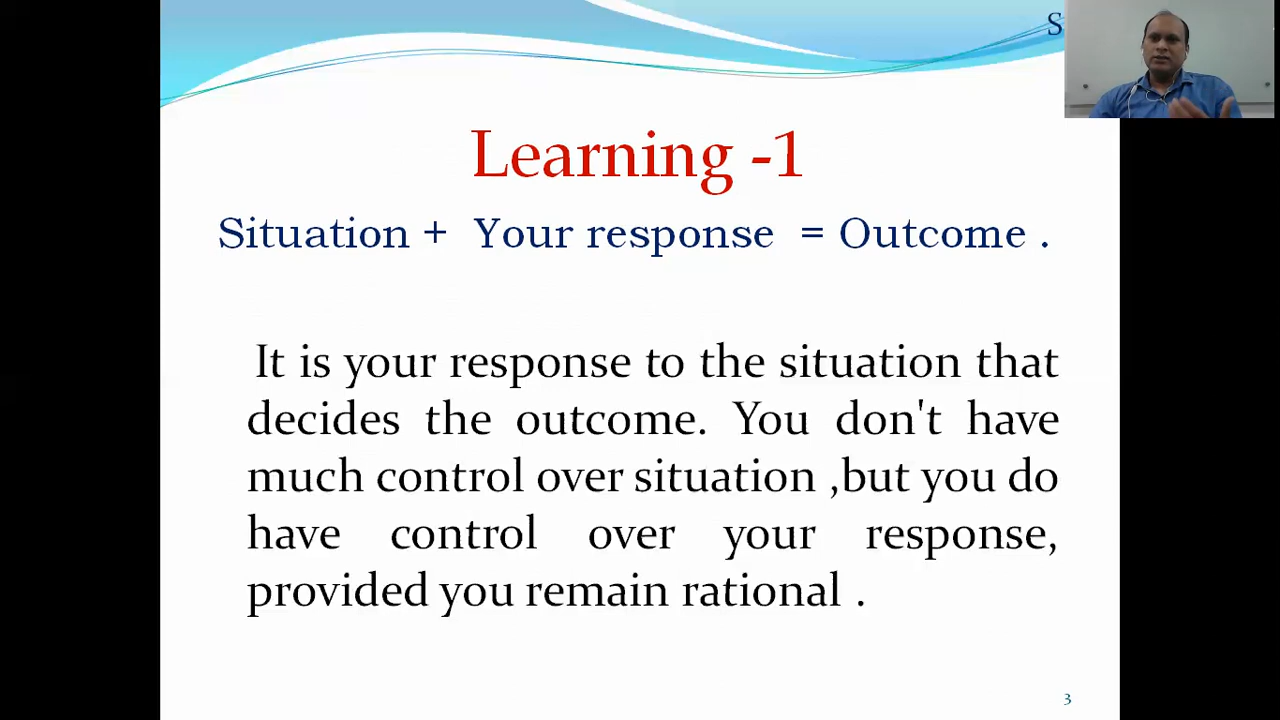 S
Learning -1
Situation + Your response = Outcome .
It is your response to the situation that
decides the outcome. You don't have
much control over situation ,but you do
have control over your response,
provided you remain rational .
3